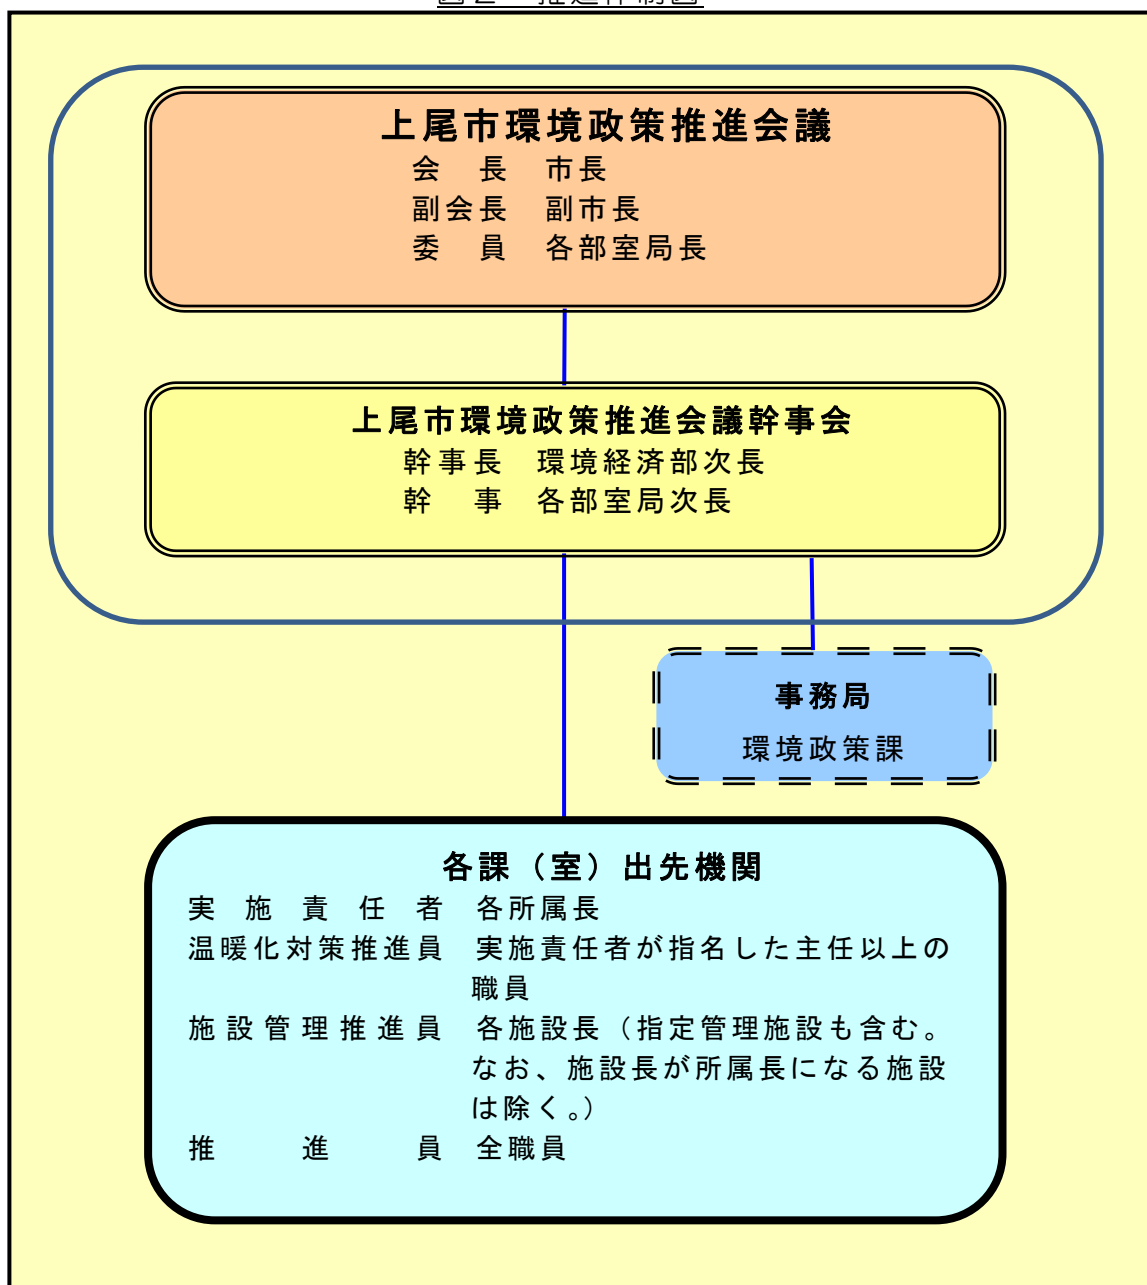 図２　推進体制図
上尾市環境政策推進会議
会　長　市長
副会長　副市長
委　員　各部室局長
上尾市環境政策推進会議幹事会
幹事長　環境経済部次長
幹　事　各部室局次長
事務局
環境政策課
各課（室）出先機関
実施責任者　各所属長
温暖化対策推進員　実施責任者が指名した主任以上の
職員
施設管理推進員　各施設長（指定管理施設も含む。
なお、施設長が所属長になる施設
は除く。）
推進員　全職員